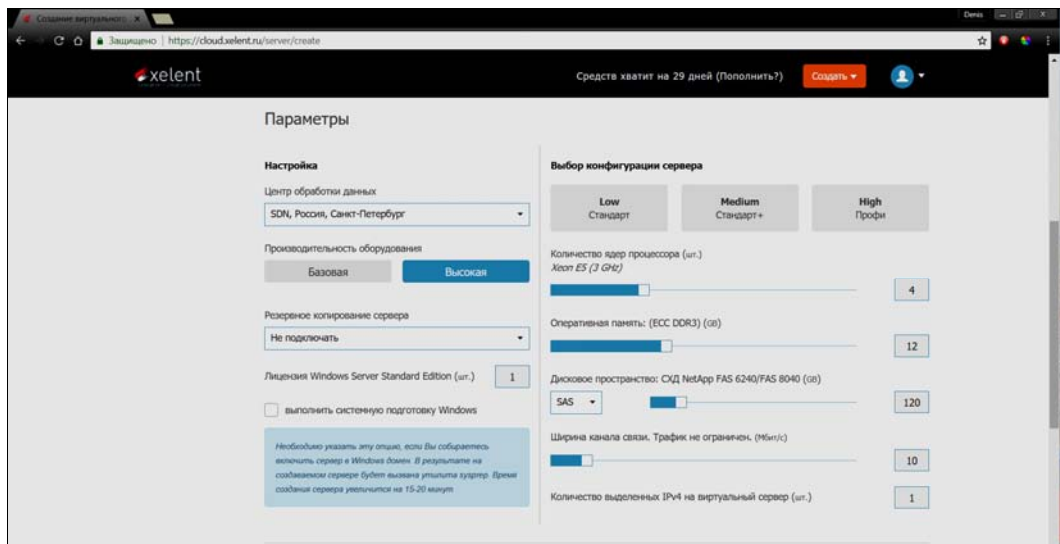 Создание виртуального
Denis
Защищено | https://cloud.xelent.ru/server/create
xelent
Средств хватит на 29 дней (Пополнить?)
Создать
Параметры
Настройка
Центр обработки данных
SDN, Россия, Санкт-Петербург
Производительность оборудования
Базовая
Высокая
Резервное копирование сервера
Не подключать
Лицензия Windows Server Standard Edition (шт.)
1
выполнить системную подготовку Windows
Необходимо указать эту опцию, если Вы собираетесь
включить сервер в Windows домен. В результате на
создаваемом сервере будет вызвана утилита sysprep. Время
создания сервера увеличится на 15-20 минут
Выбор конфигурации сервера
Low
Стандарт
Medium
Стандарт+
High
Профи
Количество ядер процессора (шт.)
Xeon E5 (3 GHz)
4
Оперативная память: (ECC DDR3) (GB)
12
Дисковое пространство: СХД NetApp FAS 6240/FAS 8040 (GB)
SAS
120
Ширина канала связи. Трафик не ограничен. (Мбит/с)
10
Количество выделенных IPv4 на виртуальный сервер (шт.)
1